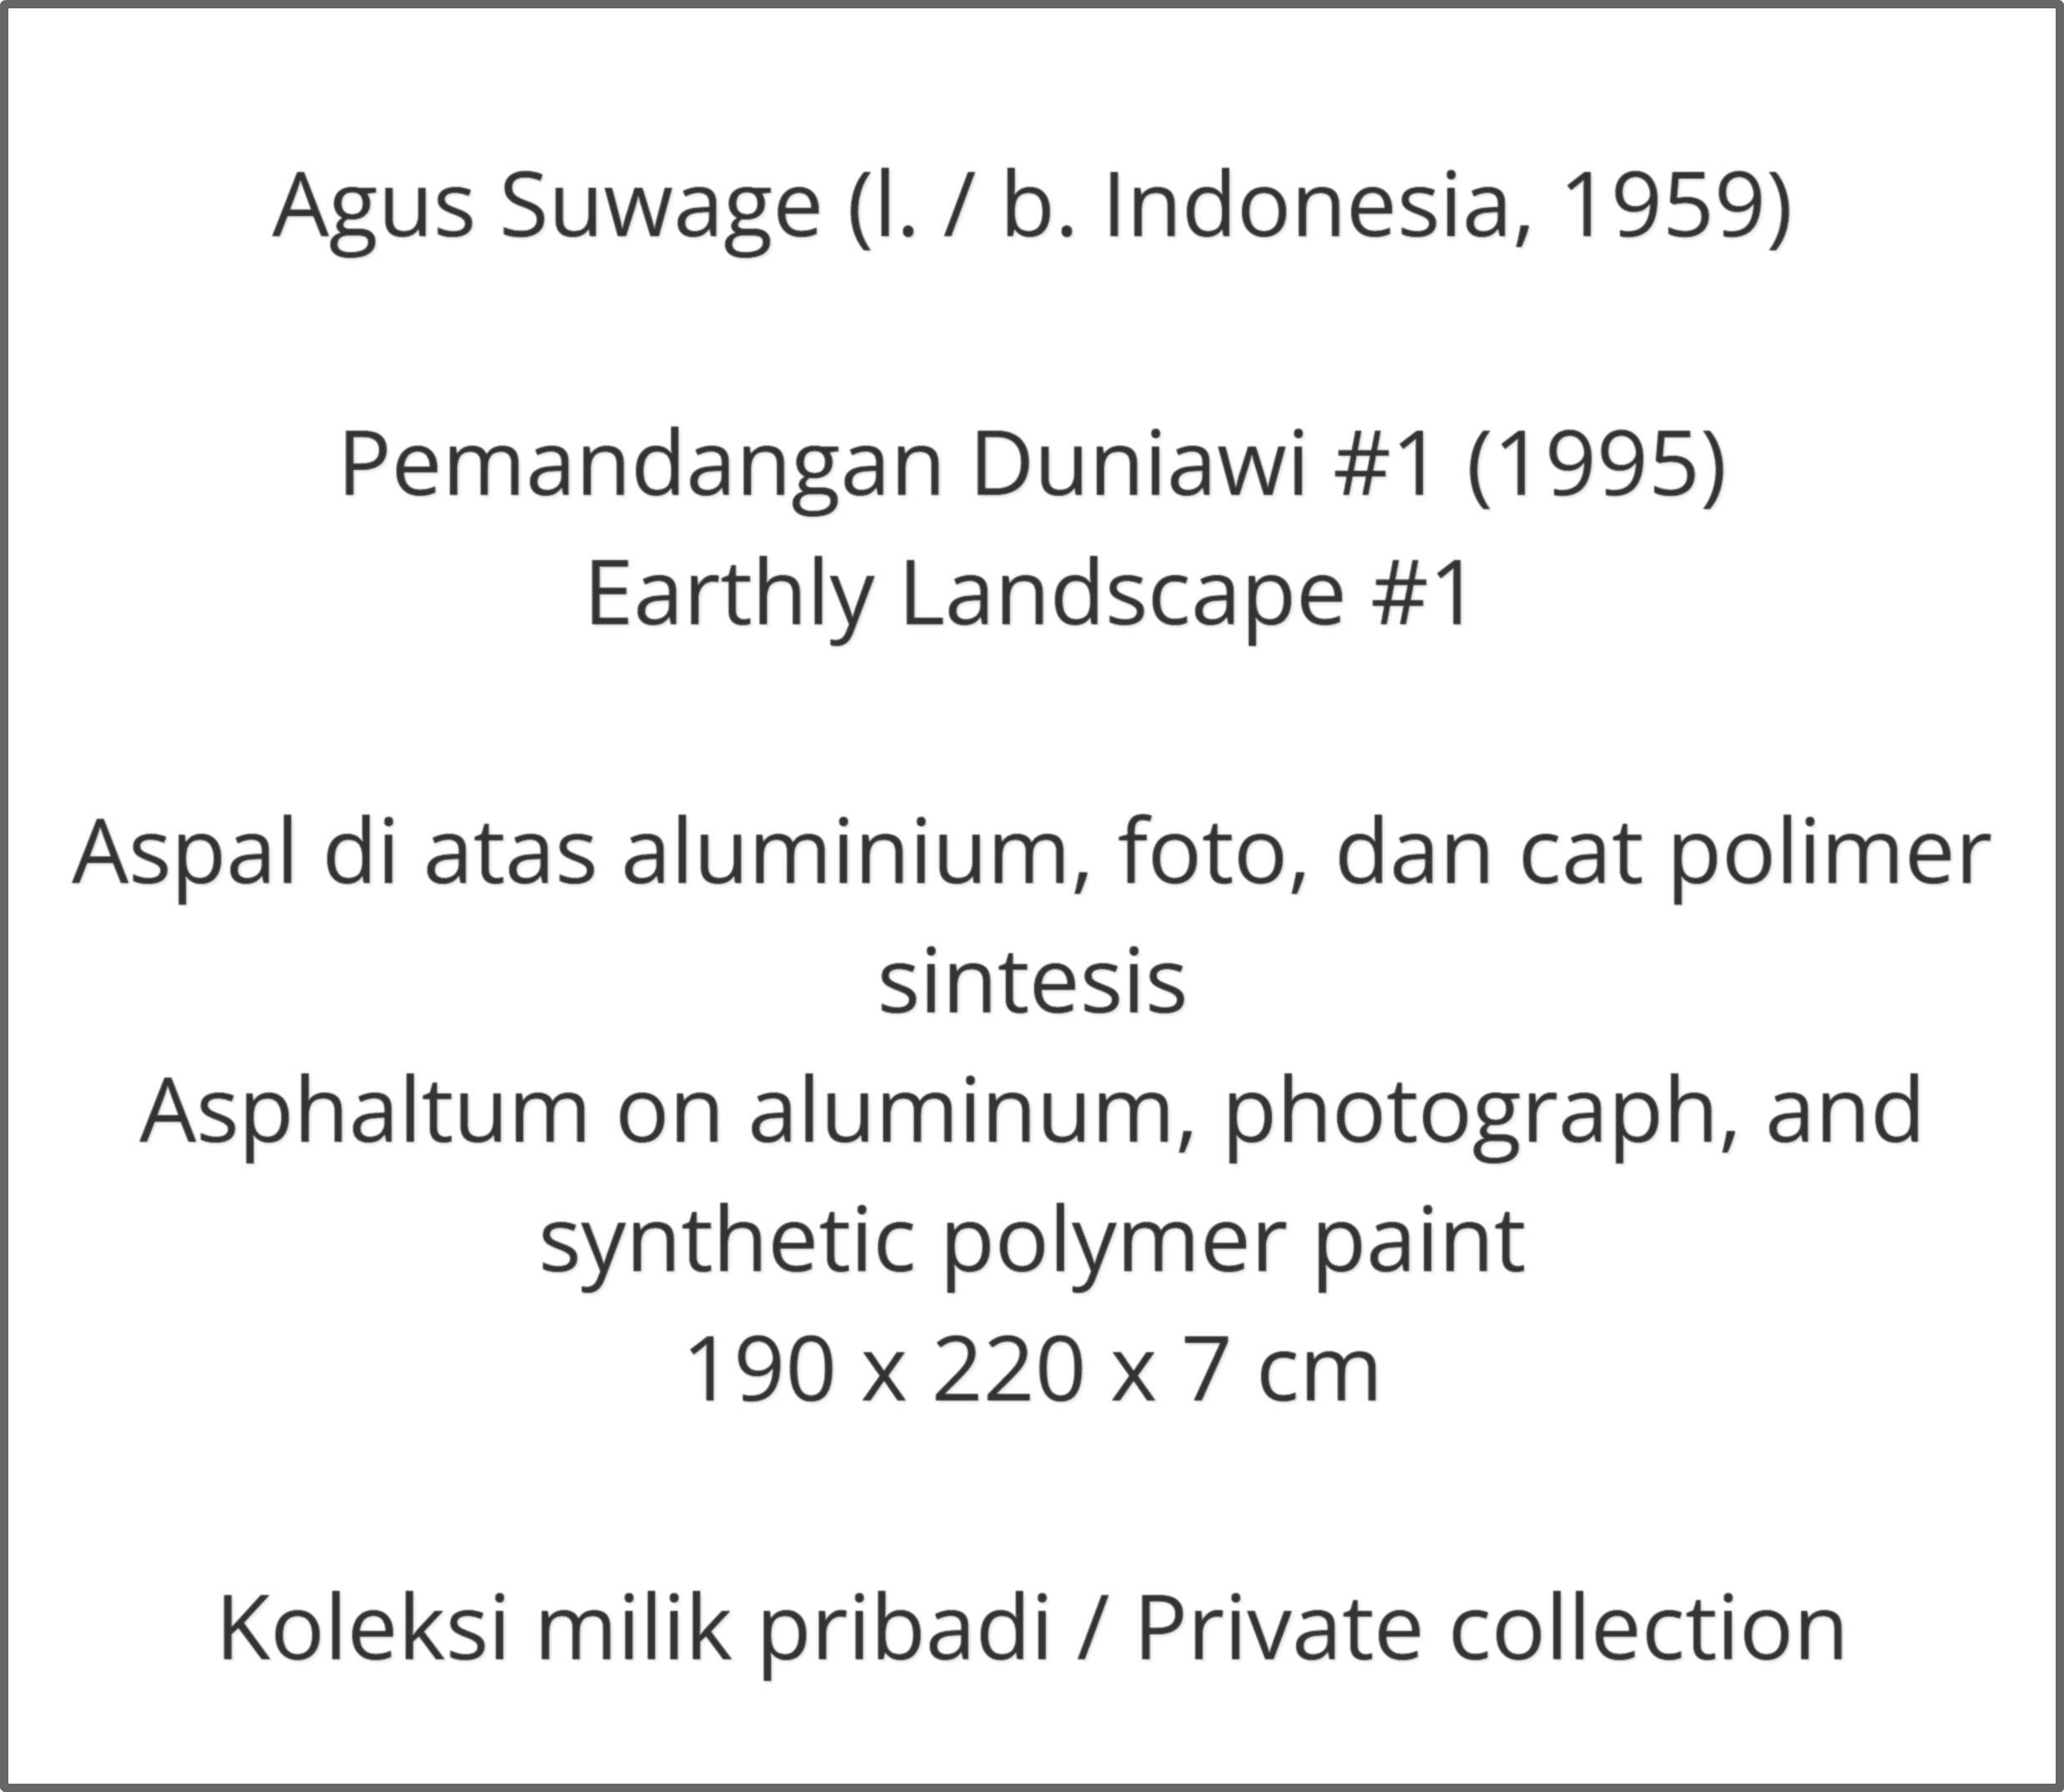 Agus Suwage (l. / b. Indonesia, 1959)
Pemandangan Duniawi #1 (1995)
Earthly Landscape #1
Aspal di atas aluminium, foto, dan cat polimer
sintesis
Asphaltum on aluminum, photograph, and
synthetic polymer paint
190 x 220 x 7 cm
Koleksi milik pribadi / Private collection